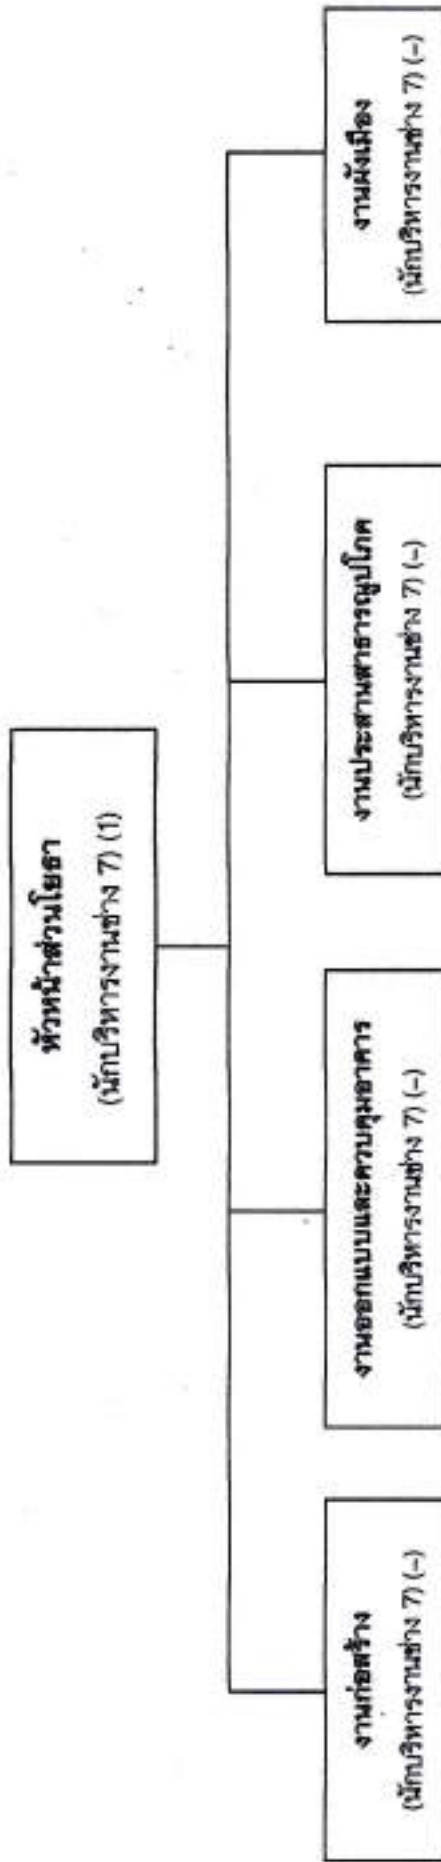 หัวหน้าส่วนโยธา
(นักบริหารงานช่าง 7) (1)
งานก่อสร้าง
(นักบริหารงานช่าง 7) (-)
งานออกแบบและควบคุมอาคาร
(นักบริหารงานช่าง 7) (-)
งานประสานสาธารณูปโภค
(นักบริหารงานช่าง 7) (-)
งานผังเมือง
(นักบริหารงานช่าง 7) (-)